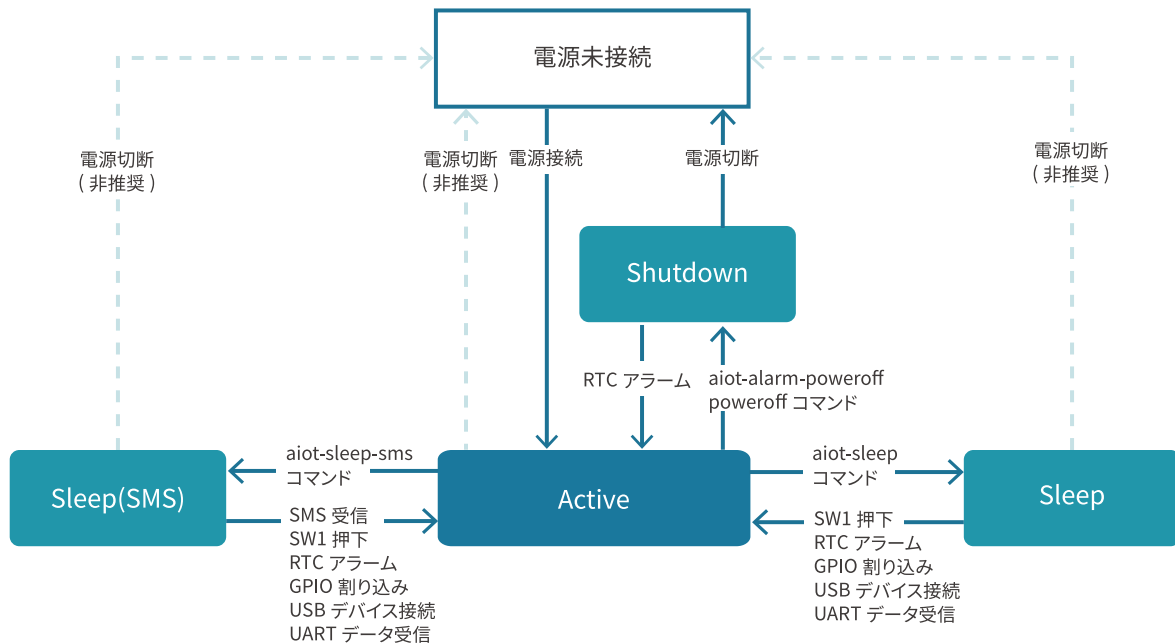 電源未接続
電源切断
( 非推奨 )
電源切断
( 非推奨 )
電源接続
電源切断
電源切断
( 非推奨 )
Shutdown
RTC アラーム
aiot-alarm-poweroff
poweroff コマンド
aiot-sleep-sms
コマンド
aiot-sleep
コマンド
Sleep(SMS)
Active
Sleep
SMS 受信
SW1 押下
RTC アラーム
GPIO 割り込み
USB デバイス接続
UART データ受信
SW1 押下
RTC アラーム
GPIO 割り込み
USB デバイス接続
UART データ受信